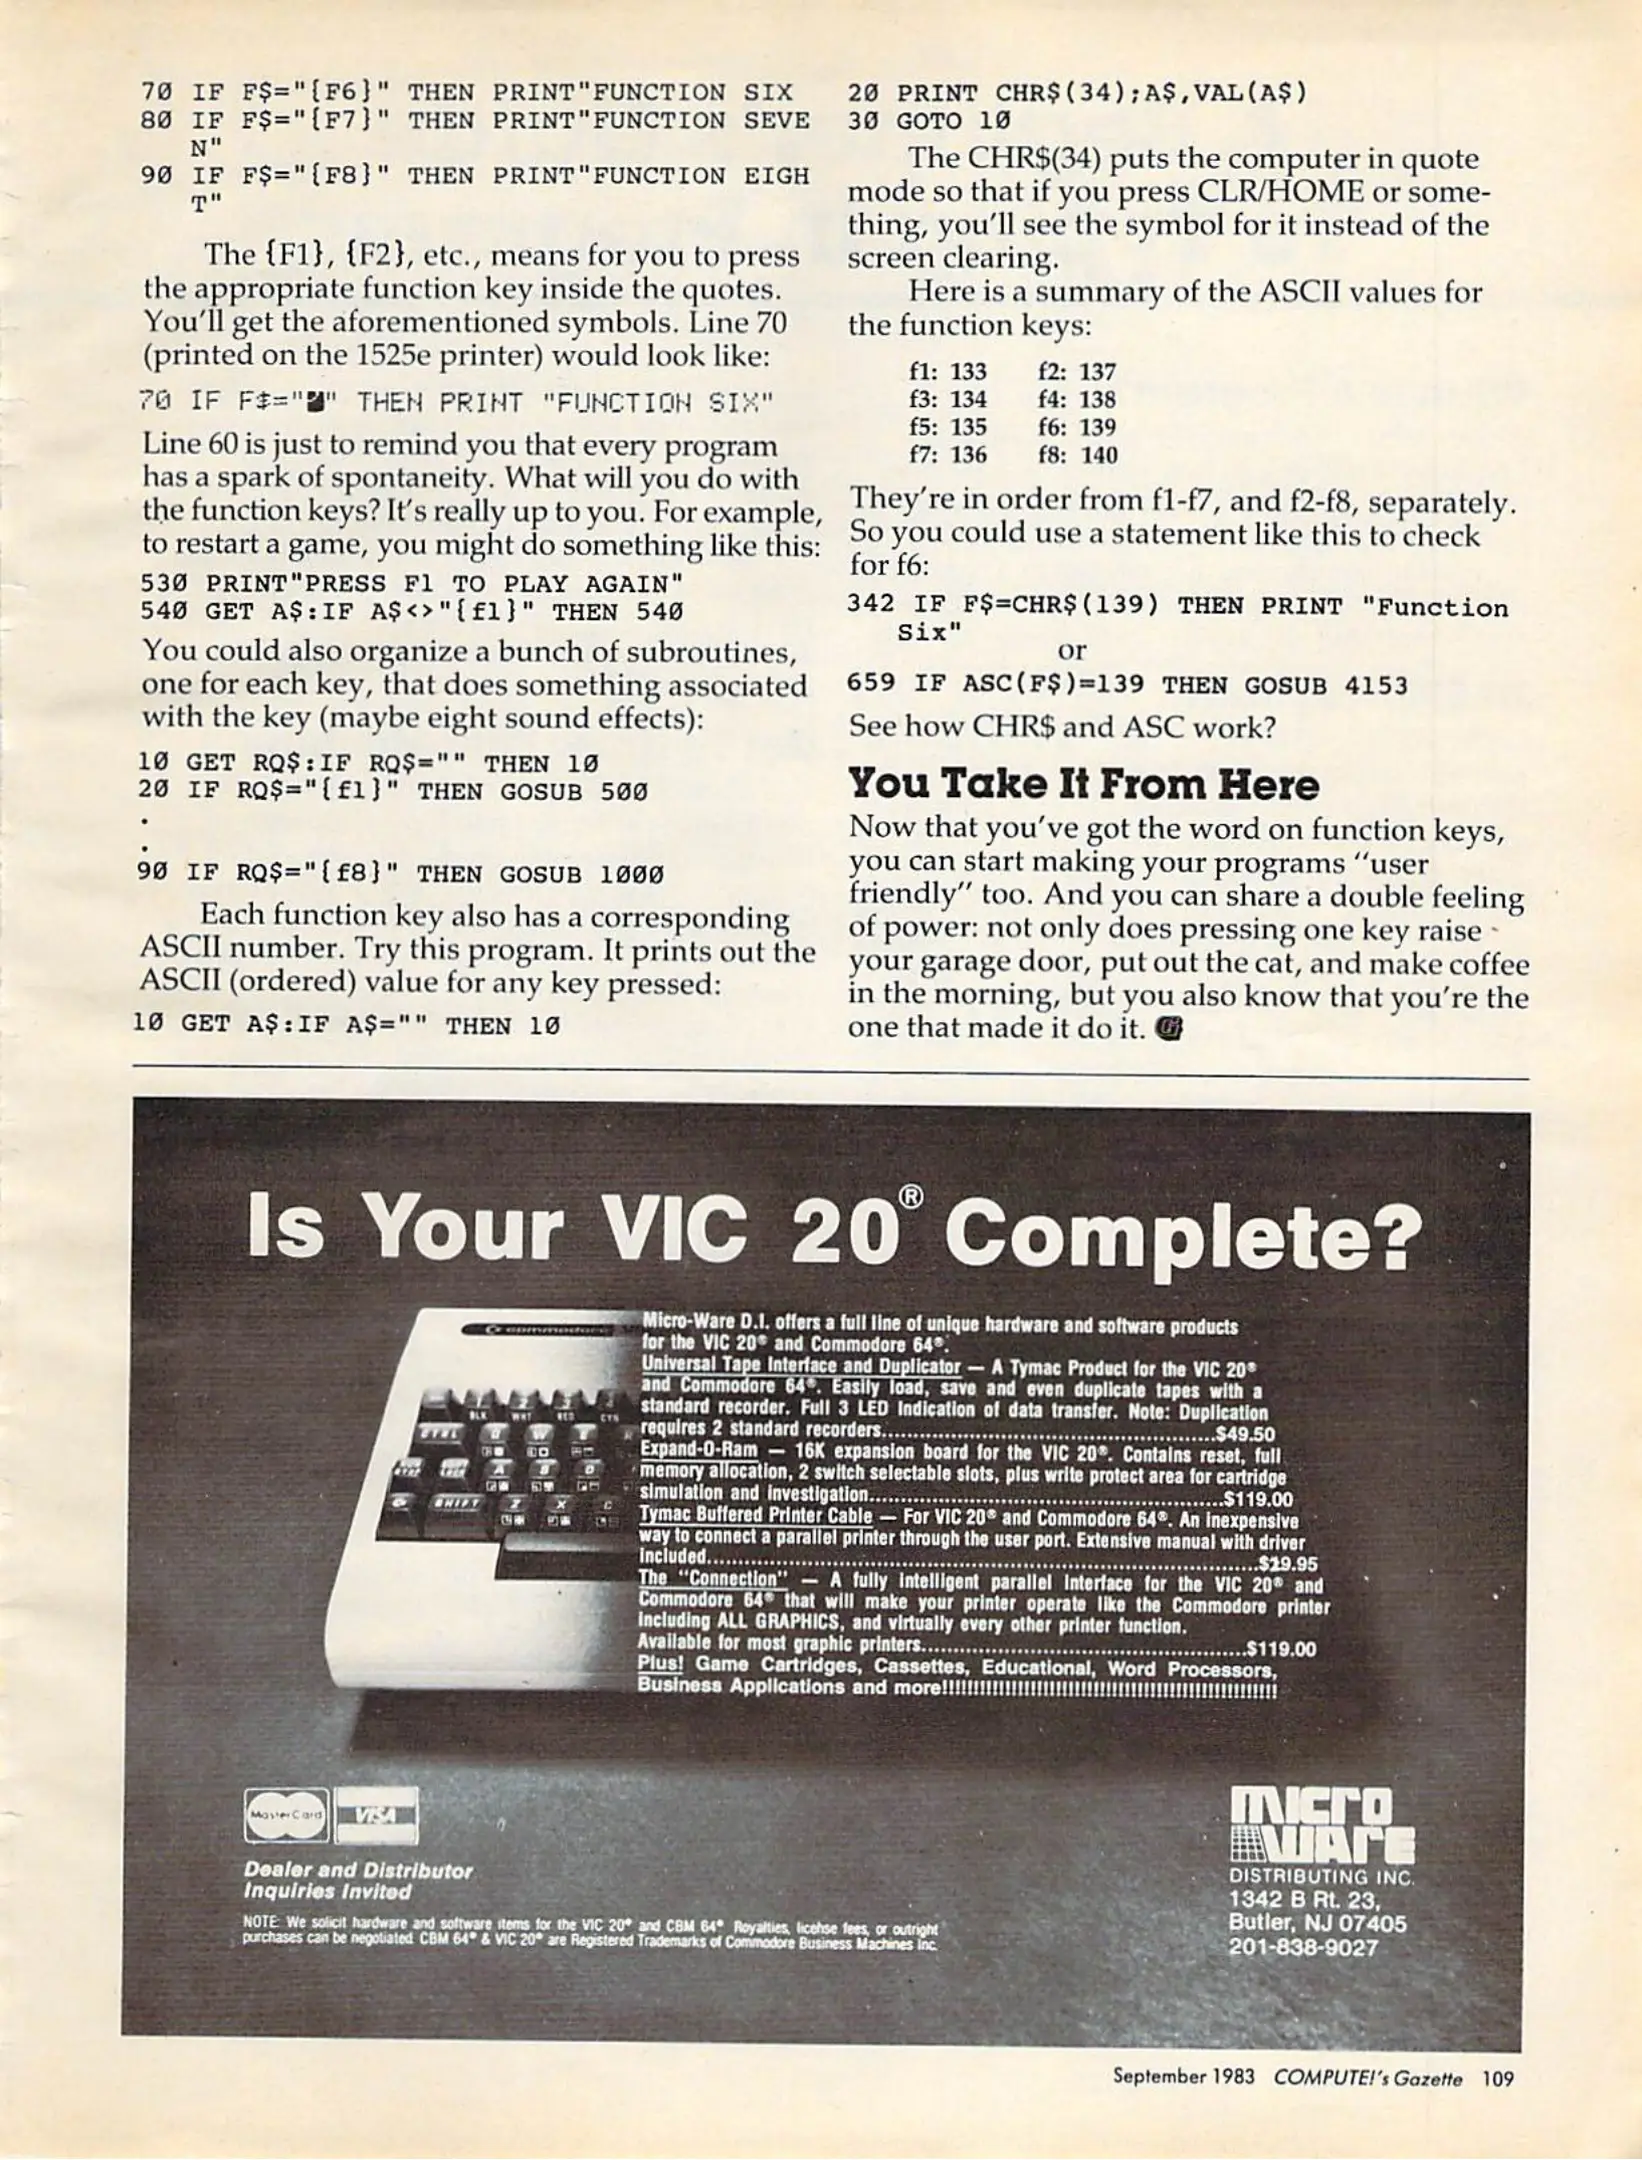 70 IF F$="{F6}" THEN PRINT"FUNCTION SIX
80 IF F$="{F7}" THEN PRINT"FUNCTION SEVE
N"
90 IF F$="{F8}" THEN PRINT"FUNCTION EIGH
T"
The {F1}, {F2}, etc., means for you to press
the appropriate function key inside the quotes.
You'll get the aforementioned symbols. Line 70
(printed on the 1525e printer) would look like:
70 IF F$="" THEN PRINT "FUNCTION SIX"
Line 60 is just to remind you that every program
has a spark of spontaneity. What will you do with
the function keys? It's really up to you. For example,
to restart a game, you might do something like this:
530 PRINT"PRESS F1 TO PLAY AGAIN"
540 GET A$:IF A$<>"{f1}" THEN 540
You could also organize a bunch of subroutines,
one for each key, that does something associated
with the key (maybe eight sound effects):
10 GET RQ$:IF RQ$="" THEN 10
20 IF RQ$="{f1}" THEN GOSUB 500
.
.
90 IF RQ$="{f8}" THEN GOSUB 1000
Each function key also has a corresponding
ASCII number. Try this program. It prints out the
ASCII (ordered) value for any key pressed:
10 GET A$:IF A$="" THEN 10
20 PRINT CHR$(34);A$,VAL(A$)
30 GOTO 10
The CHR$(34) puts the computer in quote
mode so that if you press CLR/HOME or some-
thing, you'll see the symbol for it instead of the
screen clearing.
Here is a summary of the ASCII values for
the function keys:
f1: 133 f2: 137
f3: 134 f4: 138
f5: 135 f6: 139
f7: 136 f8: 140
They're in order from f1-f7, and f2-f8, separately.
So you could use a statement like this to check
for f6:
342 IF F$=CHR$(139) THEN PRINT "Function
Six"
or
659 IF ASC(F$)=139 THEN GOSUB 4153
See how CHR$ and ASC work?
You Take It From Here
Now that you've got the word on function keys,
you can start making your programs "user
friendly" too. And you can share a double feeling
of power: not only does pressing one key raise
your garage door, put out the cat, and make coffee
in the morning, but you also know that you're the
one that made it do it. G
Is Your VIC 20® Complete?
commodore
Micro-Ware D.I. offers a full line of unique hardware and software products
for the VIC 20® and Commodore 64®.
Universal Tape Interface and Duplicator — A Tymac Product for the VIC 20®
and Commodore 64®. Easily load, save and even duplicate tapes with a
standard recorder. Full 3 LED Indication of data transfer. Note: Duplication
requires 2 standard recorders.....$49.50
Expand-O-Ram — 16K expansion board for the VIC 20®. Contains reset, full
memory allocation, 2 switch selectable slots, plus write protect area for cartridge
simulation and investigation.....$119.00
Tymac Buffered Printer Cable — For VIC 20® and Commodore 64®. An inexpensive
way to connect a parallel printer through the user port. Extensive manual with driver
included.....$29.95
The "Connection" — A fully intelligent parallel interface for the VIC 20® and
Commodore 64® that will make your printer operate like the Commodore printer
including ALL GRAPHICS, and virtually every other printer function.
Available for most graphic printers.....$119.00
Plus! Game Cartridges, Cassettes, Educational, Word Processors,
Business Applications and more!!!!!!!!!!!!!!!!!!!!!!!!!!!!!!!!!!!!!!!!!!!!!!!!!!!!!!
BLK WHT RED CYN
CTRL Q W E R
A S D
SHIFT Z X C
MasterCard VISA
Dealer and Distributor
Inquiries Invited
NOTE: We solicit hardware and software items for the VIC 20® and CBM 64® Royalties, license fees, or outright
purchases can be negotiated. CBM 64® & VIC 20® are Registered Trademarks of Commodore Business Machines Inc.
micro
ware
DISTRIBUTING INC.
1342 B Rt. 23,
Butler, NJ 07405
201-838-9027
September 1983 COMPUTE!'s Gazette 109